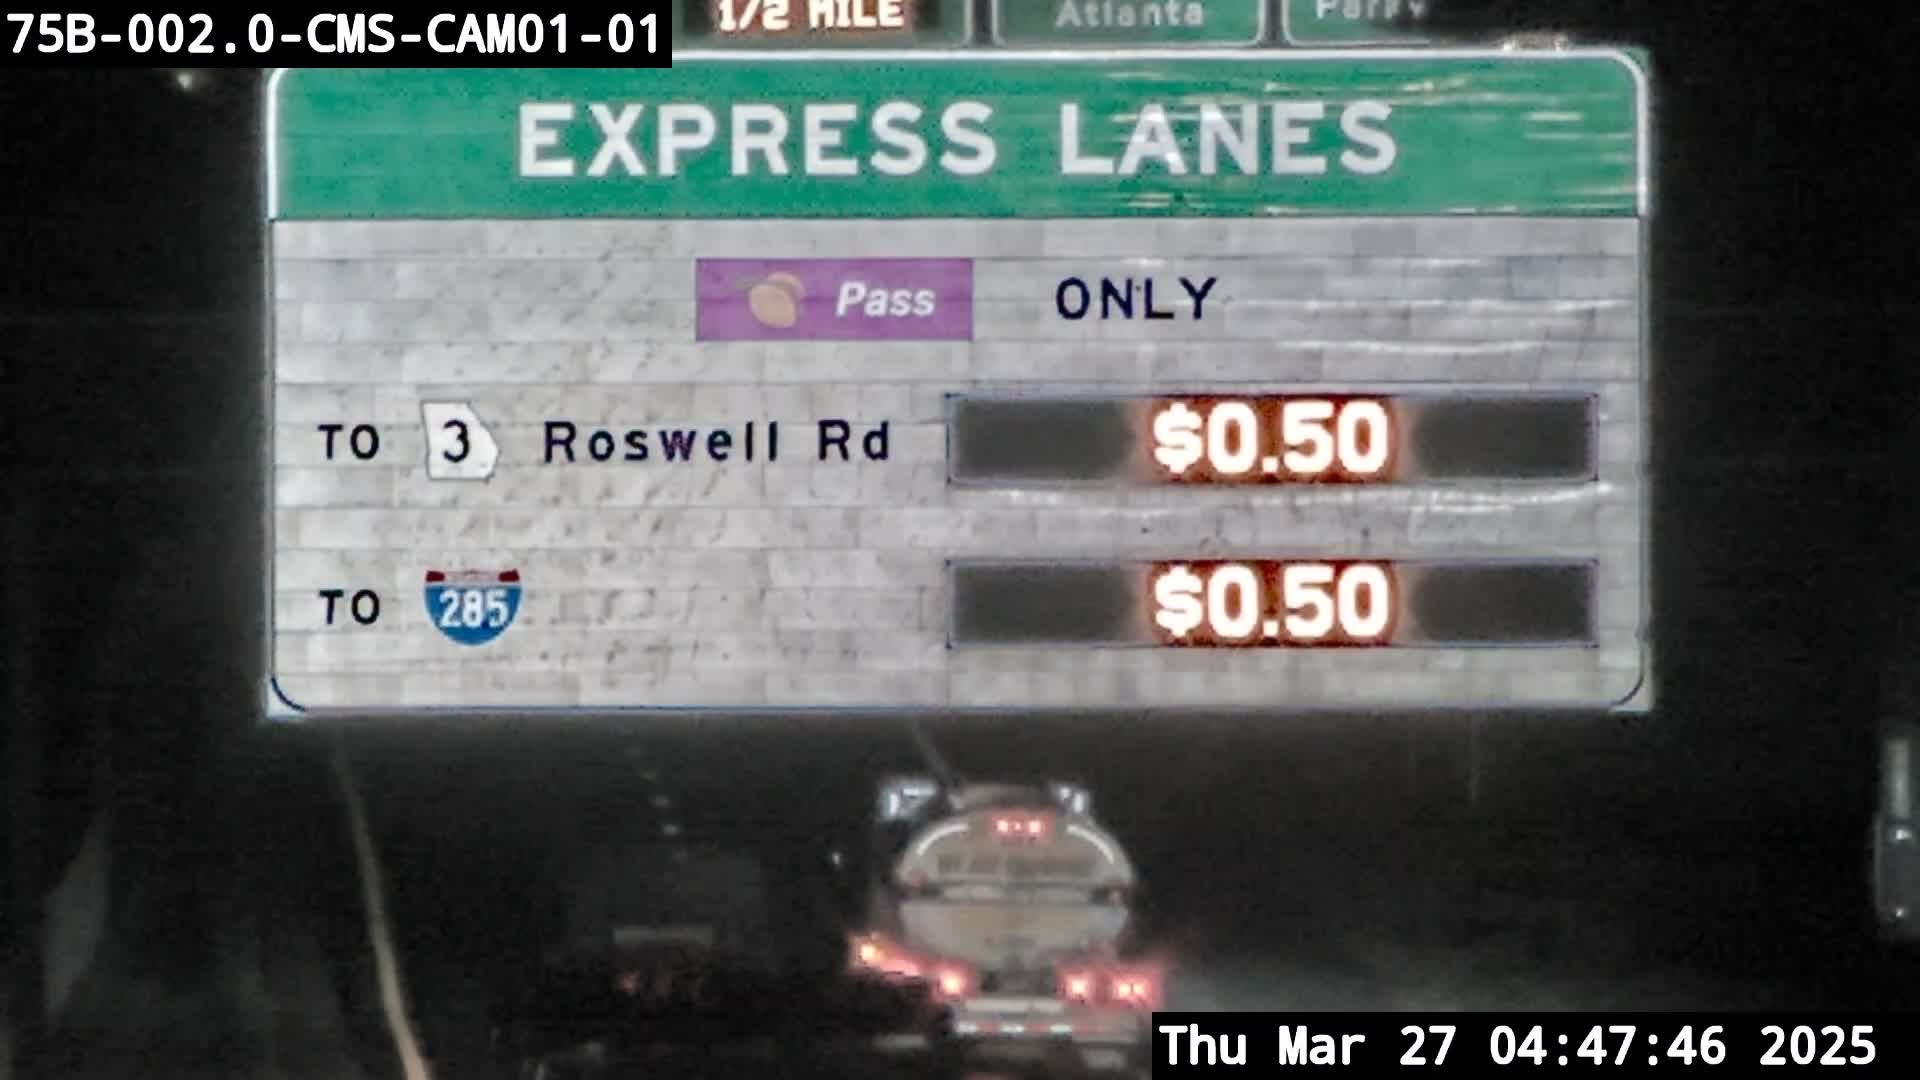 75B-002.0-CMS-CAM01-01
1/2 MILE
Atlanta
Parry
EXPRESS LANES
Pass ONLY
TO 3 Roswell Rd $0.50
TO 285 $0.50
Thu Mar 27 04:47:46 2025